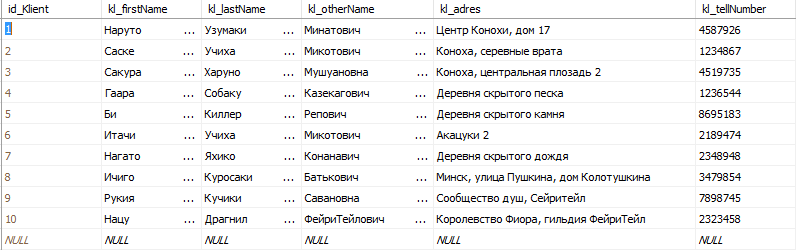 id_Klient kl_firstName kl_lastName kl_otherName kl_adres kl_tellNumber
1 Наруто ... Узумаки ... Минатович ... Центр Конохи, дом 17 4587926
2 Саске ... Учиха ... Микотович ... Коноха, серевные врата 1234867
3 Сакура ... Харуно ... Мушуановна ... Коноха, центральная плозадь 2 4519735
4 Гаара ... Собаку ... Казекагович ... Деревня скрытого песка 1236544
5 Би ... Киллер ... Репович ... Деревня скрытого камня 8695183
6 Итачи ... Учиха ... Микотович ... Акацуки 2 2189474
7 Нагато ... Яхико ... Конанавич ... Деревня скрытого дождя 2348948
8 Ичиго ... Куросаки ... Батькович ... Минск, улица Пушкина, дом Колотушкина 3479854
9 Рукия ... Кучики ... Савановна ... Сообщество душ, Сейритейл 7898745
10 Нацу ... Драгнил ... ФейриТейлович ... Королевство Фиора, гильдия ФейриТейл 2323458
NULL NULL NULL NULL NULL NULL